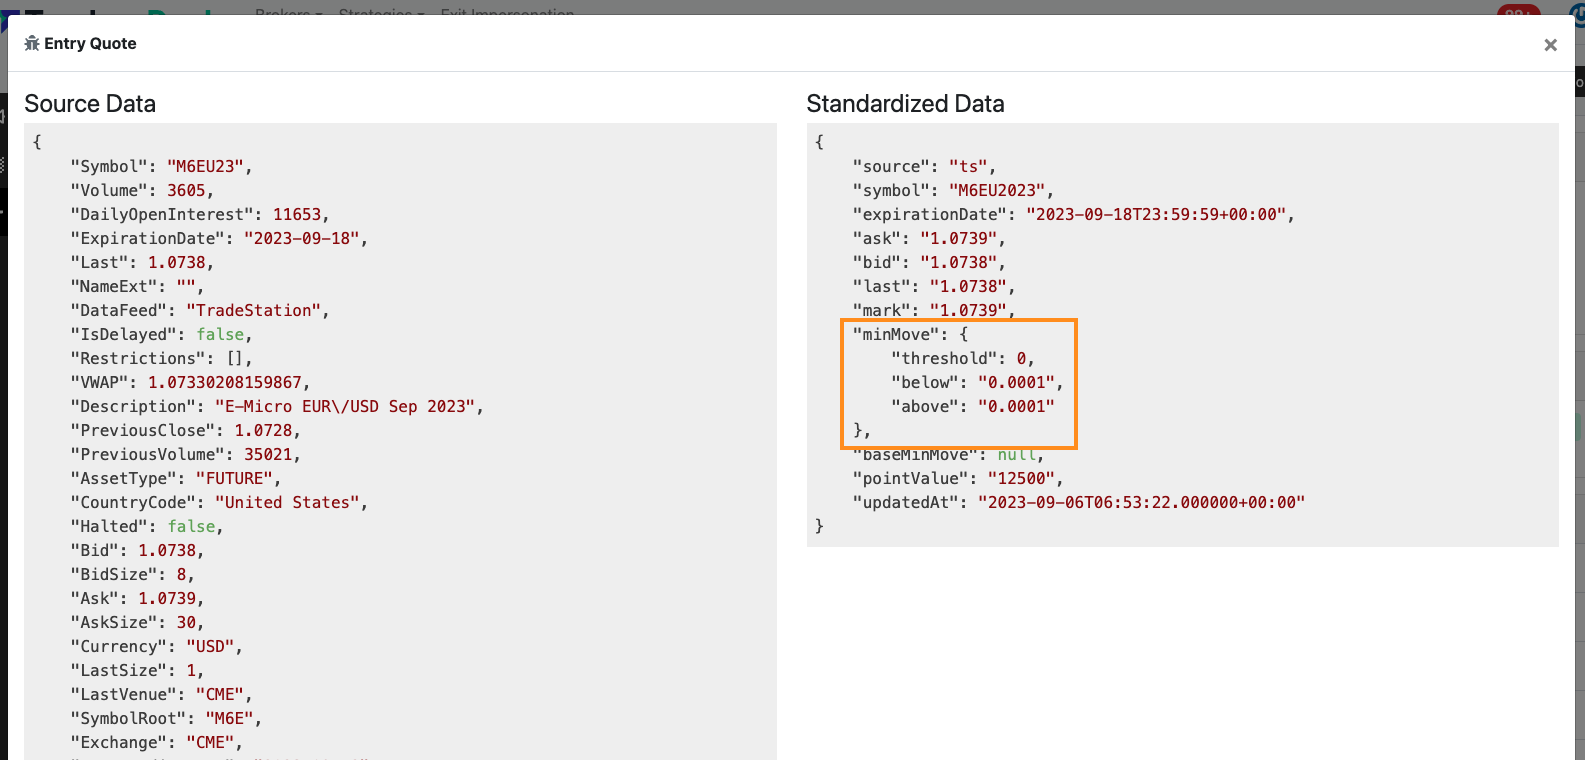 Brokers Strategies Exit Impersonation
99+
Entry Quote
×
Source Data
{
"Symbol": "M6EU23",
"Volume": 3605,
"DailyOpenInterest": 11653,
"ExpirationDate": "2023-09-18",
"Last": 1.0738,
"NameExt": "",
"DataFeed": "TradeStation",
"IsDelayed": false,
"Restrictions": [],
"VWAP": 1.07330208159867,
"Description": "E-Micro EUR\/USD Sep 2023",
"PreviousClose": 1.0728,
"PreviousVolume": 35021,
"AssetType": "FUTURE",
"CountryCode": "United States",
"Halted": false,
"Bid": 1.0738,
"BidSize": 8,
"Ask": 1.0739,
"AskSize": 30,
"Currency": "USD",
"LastSize": 1,
"LastVenue": "CME",
"SymbolRoot": "M6E",
"Exchange": "CME",
Standardized Data
{
"source": "ts",
"symbol": "M6EU2023",
"expirationDate": "2023-09-18T23:59:59+00:00",
"ask": "1.0739",
"bid": "1.0738",
"last": "1.0738",
"mark": "1.0739",
"minMove": {
"threshold": 0,
"below": "0.0001",
"above": "0.0001"
},
"baseMinMove": null,
"pointValue": "12500",
"updatedAt": "2023-09-06T06:53:22.000000+00:00"
}